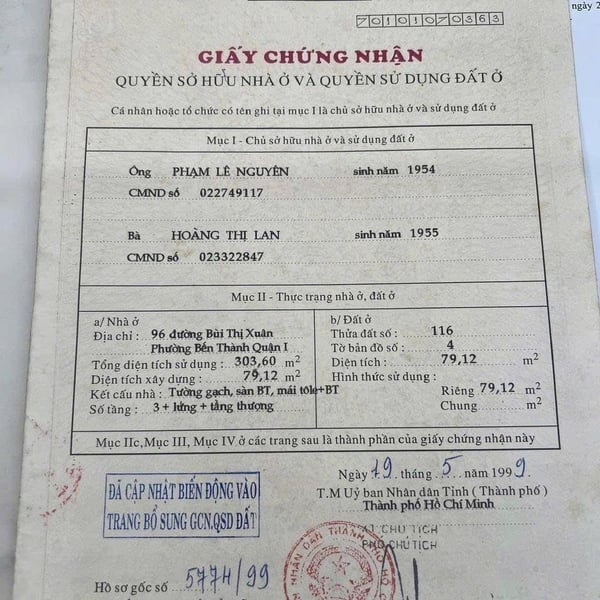 ngày 2
70101070363
GIẤY CHỨNG NHẬN
QUYỀN SỞ HỮU NHÀ Ở VÀ QUYỀN SỬ DỤNG ĐẤT Ở
Cá nhân hoặc tổ chức có tên ghi tại mục I là chủ sở hữu nhà ở và sử dụng đất ở
Mục I - Chủ sở hữu nhà ở và sử dụng đất ở
Ông PHẠM LÊ NGUYÊN sinh năm 1954
CMND số 022749117
Bà HOÀNG THỊ LAN sinh năm 1955
CMND số 023322847
Mục II - Thực trạng nhà ở, đất ở
a/ Nhà ở
Địa chỉ : 96 đường Bùi Thị Xuân
Phường Bến Thành Quận I
Tổng diện tích sử dụng : 303,60 m2
Diện tích xây dựng : 79,12 m2
Kết cấu nhà : Tường gạch, sàn BT, mái tôle+BT
Số tầng : 3 + lửng + tầng thượng
b/ Đất ở
Thửa đất số : 116
Tờ bản đồ số : 4
Diện tích : 79,12 m2
Hình thức sử dụng :
Riêng 79,12 m2
Chung m2
Mục IIc, Mục III, Mục IV ở các trang sau là thành phần của giấy chứng nhận này
Ngày 19 tháng 5 năm 1999.
T.M Uỷ ban Nhân dân Tỉnh ( Thành phố )
Thành phố Hồ Chí Minh
KT CHỦ TỊCH
PHÓ CHỦ TỊCH
ĐÃ CẬP NHẬT BIẾN ĐỘNG VÀO
TRANG BỔ SUNG GCN,QSD ĐẤT
Hồ sơ gốc số 5774/99